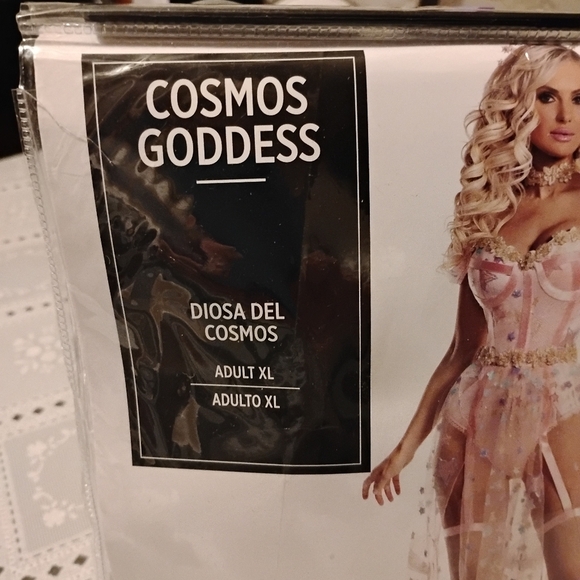 COSMOS
GODDESS
DIOSA DEL
COSMOS
ADULT XL
ADULTO XL